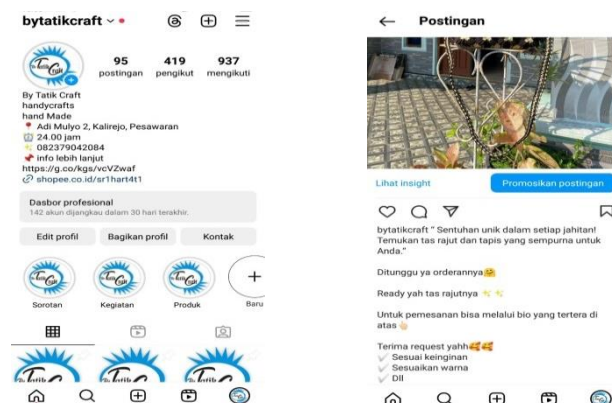 bytatikcraft
95 419 937
postingan pengikut mengikuti
By Tatik Craft
handycrafts
hand Made
📍 Adi Mulyo 2, Kalirejo, Pesawaran
⏰ 24.00 jam
082379042084
📌 info lebih lanjut
https://g.co/kgs/vcVZwaf
shopee.co.id/sr1hart4t1
Dasbor profesional
142 akun dijangkau dalam 30 hari terakhir.
Edit profil Bagikan profil Kontak
Sorotan Kegiatan Produk Baru
Postingan
Lihat insight Promosikan postingan
bytatikcraft " Sentuhan unik dalam setiap jahitan!
Temukan tas rajut dan tapis yang sempurna untuk
Anda."
Ditunggu ya orderannya🤗
Ready yah tas rajutnya ✨ ✨
Untuk pemesanan bisa melalui bio yang tertera di
atas 👆
Terima request yahh🥰🥰
✓ Sesuai keinginan
✓ Sesuaikan warna
✓ Dll